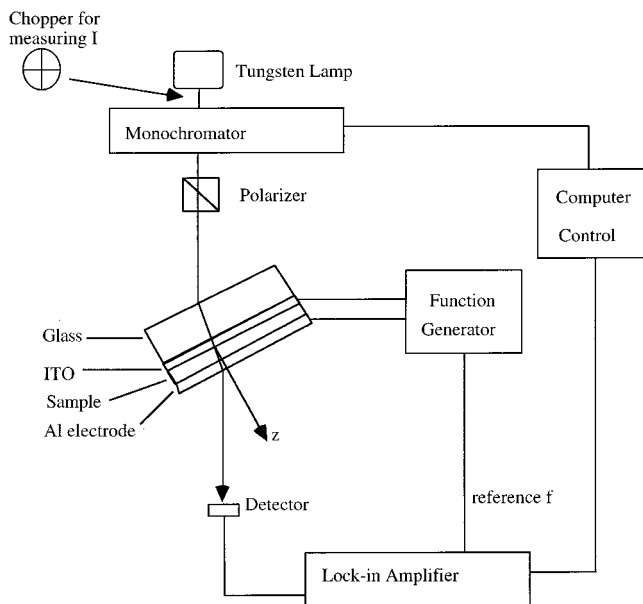 Chopper for
measuring I
Tungsten Lamp
Monochromator
Polarizer
Computer
Control
Function
Generator
Glass
ITO
Sample
Al electrode
z
Detector
reference f
Lock-in Amplifier